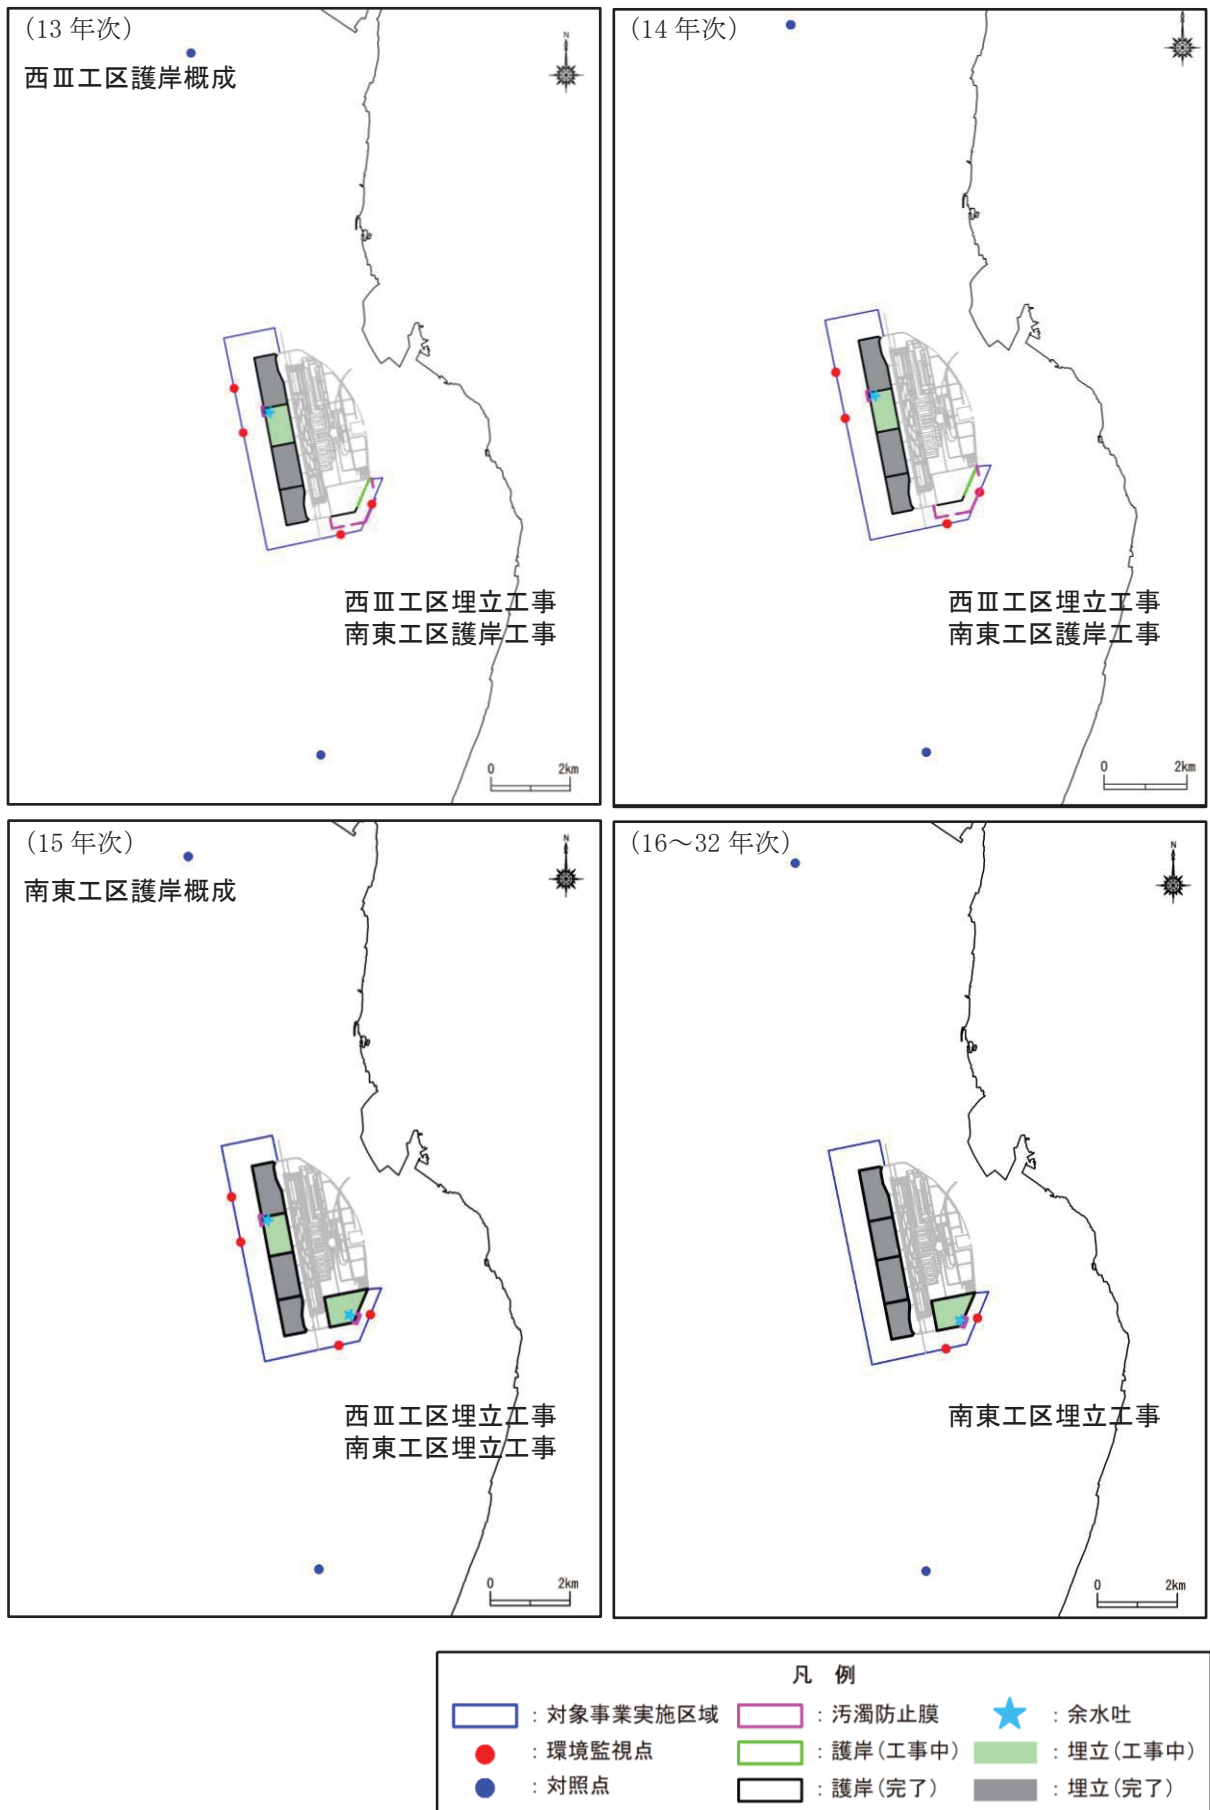 (13 年次)
西Ⅲ工区護岸概成
N
西Ⅲ工区埋立工事
南東工区護岸工事
0 2km
(14 年次)
N
西Ⅲ工区埋立工事
南東工区護岸工事
0 2km
(15 年次)
南東工区護岸概成
N
西Ⅲ工区埋立工事
南東工区埋立工事
0 2km
(16～32 年次)
N
南東工区埋立工事
0 2km
凡 例
：対象事業実施区域 ：汚濁防止膜 ：余水吐
：環境監視点 ：護岸(工事中) ：埋立(工事中)
：対照点 ：護岸(完了) ：埋立(完了)